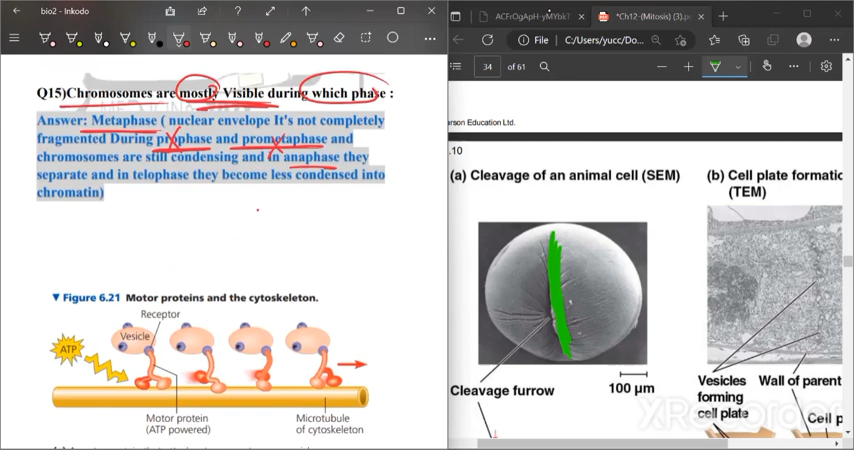 bio2 - Inkodo
ACFrOgApH-yMYbkT
*Ch12-(Mitosis) (3).p
File
C:/Users/yucc/Do...
34 of 61
Q15)Chromosomes are mostly Visible during which phase :
Answer: Metaphase ( nuclear envelope It's not completely
fragmented During prophase and prometaphase and
chromosomes are still condensing and in anaphase they
separate and in telophase they become less condensed into
chromatin)
▼ Figure 6.21 Motor proteins and the cytoskeleton.
Receptor
Vesicle
ATP
Motor protein
(ATP powered)
Microtubule
of cytoskeleton
rson Education Ltd.
.10
(a) Cleavage of an animal cell (SEM)
(b) Cell plate formatio
(TEM)
Cleavage furrow
100 µm
Vesicles
forming
cell plate
Wall of parent
Cell p
XRecorder